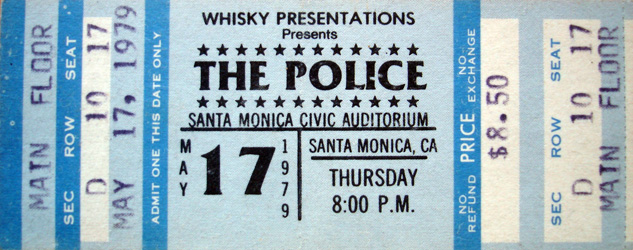 MAIN FLOOR
SEC ROW SEAT
D 10 17
MAY 17, 1979
ADMIT ONE THIS DATE ONLY
WHISKY PRESENTATIONS
Presents
THE POLICE
SANTA MONICA CIVIC AUDITORIUM
MAY 17 1979
SANTA MONICA, CA
THURSDAY
8:00 P.M.
NO REFUND PRICE NO EXCHANGE
$8.50
SEC ROW SEAT
D 10 17
MAIN FLOOR